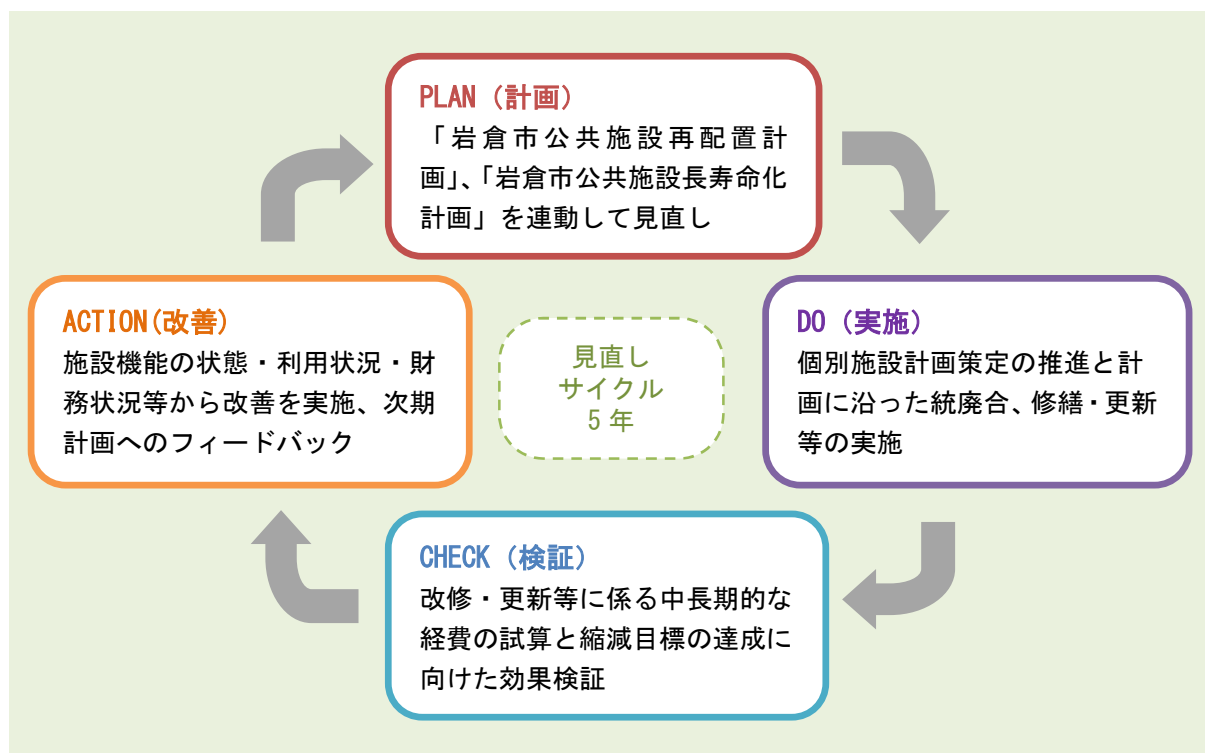 PLAN（計画）
「岩倉市公共施設再配置計
画」、「岩倉市公共施設長寿命化
計画」を連動して見直し
ACTION(改善)
施設機能の状態・利用状況・財
務状況等から改善を実施、次期
計画へのフィードバック
見直し
サイクル
5 年
DO（実施）
個別施設計画策定の推進と計
画に沿った統廃合、修繕・更新
等の実施
CHECK（検証）
改修・更新等に係る中長期的な
経費の試算と縮減目標の達成に
向けた効果検証